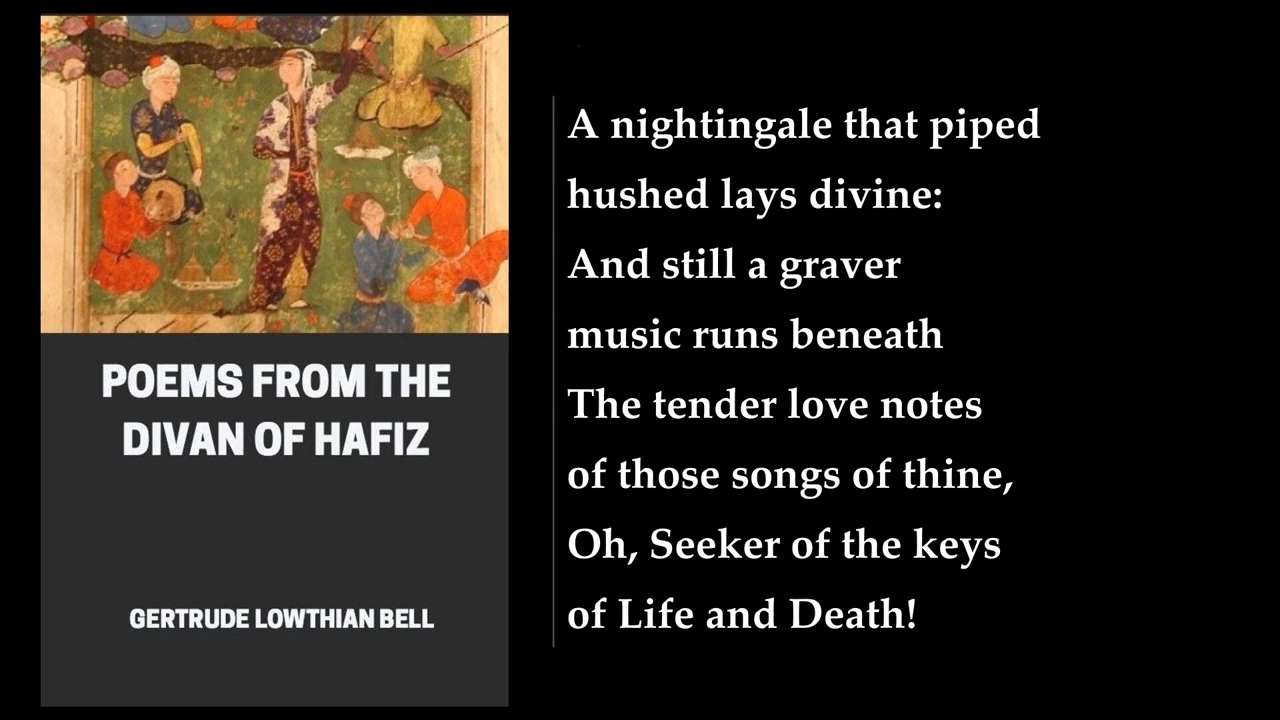 POEMS FROM THE
DIVAN OF HAFIZ
GERTRUDE LOWTHIAN BELL
A nightingale that piped
hushed lays divine:
And still a graver
music runs beneath
The tender love notes
of those songs of thine,
Oh, Seeker of the keys
of Life and Death!